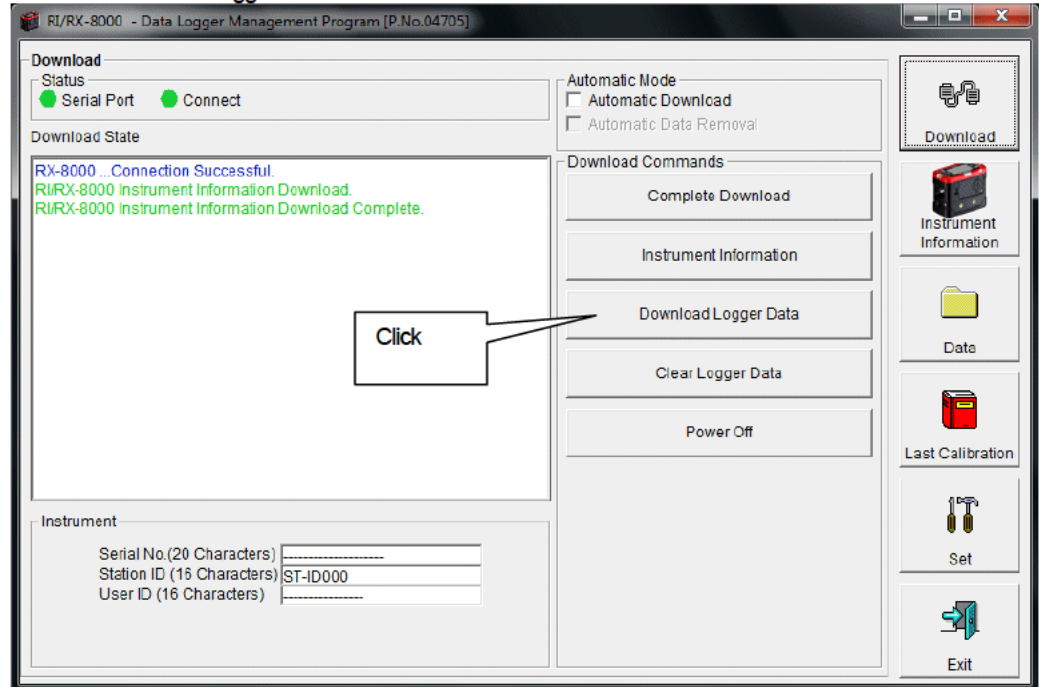 RI/RX-8000 - Data Logger Management Program [P.No.04705]
Download
Status
Serial Port
Connect
Download State
RX-8000 ...Connection Successful.
RI/RX-8000 Instrument Information Download.
RI/RX-8000 Instrument Information Download Complete.
Click
Instrument
Serial No.(20 Characters) --------------------
Station ID (16 Characters) ST-ID000
User ID (16 Characters) ----------------
Automatic Mode
Automatic Download
Automatic Data Removal
Download Commands
Complete Download
Instrument Information
Download Logger Data
Clear Logger Data
Power Off
Download
Instrument
Information
Data
Last Calibration
Set
Exit